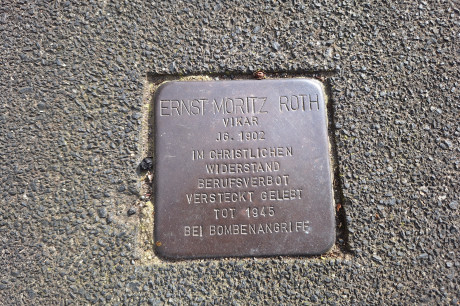 ERNST MORITZ ROTH
VIKAR
JG. 1902
IM CHRISTLICHEN
WIDERSTAND
BERUFSVERBOT
VERSTECKT GELEBT
TOT 1945
BEI BOMBENANGRIFF